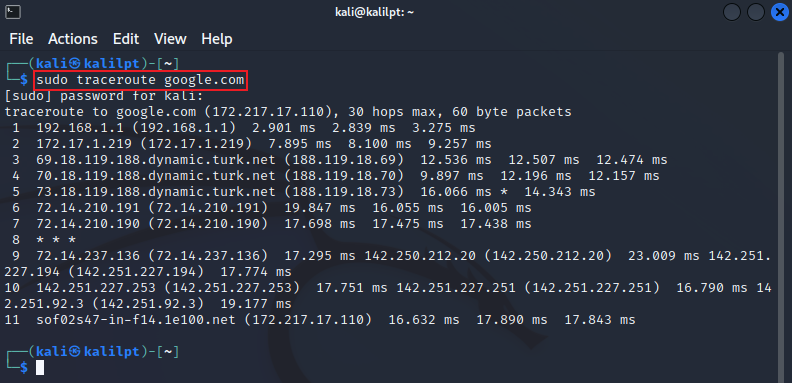 kali@kalilpt: ~
File Actions Edit View Help
┌──(kali㉿kalilpt)-[~]
└─$ sudo traceroute google.com
[sudo] password for kali:
traceroute to google.com (172.217.17.110), 30 hops max, 60 byte packets
 1  192.168.1.1 (192.168.1.1)  2.901 ms  2.839 ms  3.275 ms
 2  172.17.1.219 (172.17.1.219)  7.895 ms  8.100 ms  9.257 ms
 3  69.18.119.188.dynamic.turk.net (188.119.18.69)  12.536 ms  12.507 ms  12.474 ms
 4  70.18.119.188.dynamic.turk.net (188.119.18.70)  9.897 ms  12.196 ms  12.157 ms
 5  73.18.119.188.dynamic.turk.net (188.119.18.73)  16.066 ms *  14.343 ms
 6  72.14.210.191 (72.14.210.191)  19.847 ms  16.055 ms  16.005 ms
 7  72.14.210.190 (72.14.210.190)  17.698 ms  17.475 ms  17.438 ms
 8  * * *
 9  72.14.237.136 (72.14.237.136)  17.295 ms 142.250.212.20 (142.250.212.20)  23.009 ms 142.251.
227.194 (142.251.227.194)  17.774 ms
10  142.251.227.253 (142.251.227.253)  17.751 ms 142.251.227.251 (142.251.227.251)  16.790 ms 14
2.251.92.3 (142.251.92.3)  19.177 ms
11  sof02s47-in-f14.1e100.net (172.217.17.110)  16.632 ms  17.890 ms  17.843 ms
┌──(kali㉿kalilpt)-[~]
└─$